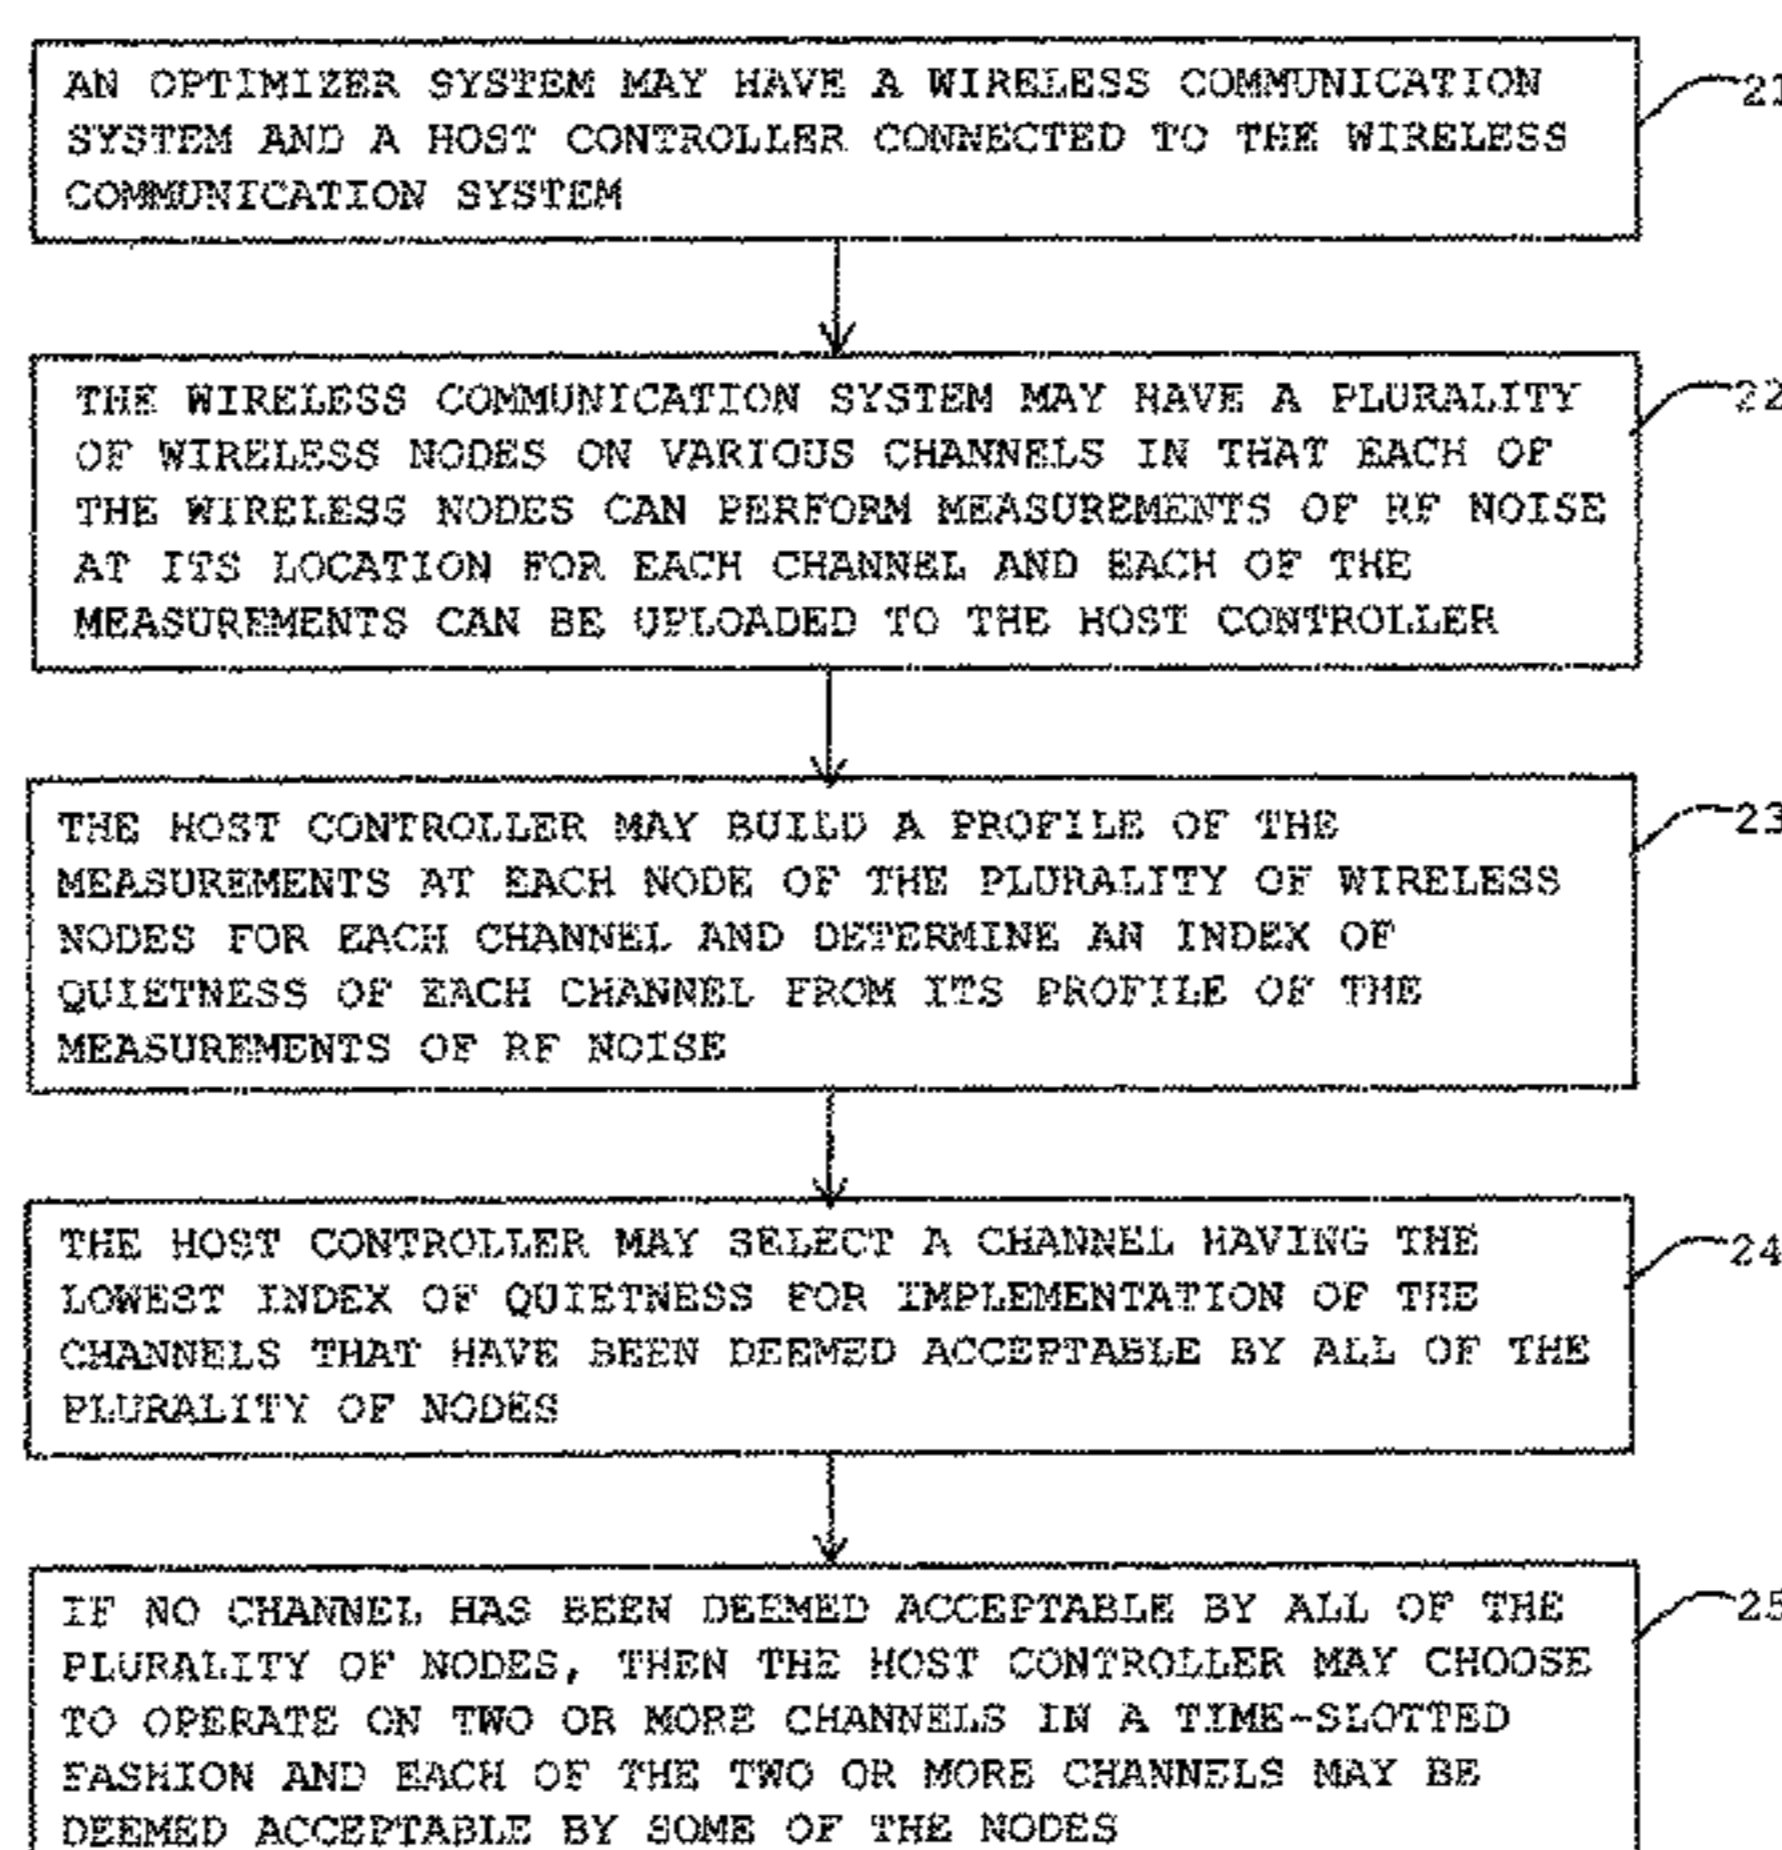 AN OPTIMIZER SYSTEM MAY HAVE A WIRELESS COMMUNICATION
SYSTEM AND A HOST CONTROLLER CONNECTED TO THE WIRELESS
COMMUNICATION SYSTEM
21
THE WIRELESS COMMUNICATION SYSTEM MAY HAVE A PLURALITY
OF WIRELESS NODES ON VARIOUS CHANNELS IN THAT EACH OF
THE WIRELESS NODES CAN PERFORM MEASUREMENTS OF RF NOISE
AT ITS LOCATION FOR EACH CHANNEL AND EACH OF THE
MEASUREMENTS CAN BE UPLOADED TO THE HOST CONTROLLER
22
THE HOST CONTROLLER MAY BUILD A PROFILE OF THE
MEASUREMENTS AT EACH NODE OF THE PLURALITY OF WIRELESS
NODES FOR EACH CHANNEL AND DETERMINE AN INDEX OF
QUIETNESS OF EACH CHANNEL FROM ITS PROFILE OF THE
MEASUREMENTS OF RF NOISE
23
THE HOST CONTROLLER MAY SELECT A CHANNEL HAVING THE
LOWEST INDEX OF QUIETNESS FOR IMPLEMENTATION OF THE
CHANNELS THAT HAVE BEEN DEEMED ACCEPTABLE BY ALL OF THE
PLURALITY OF NODES
24
IF NO CHANNEL HAS BEEN DEEMED ACCEPTABLE BY ALL OF THE
PLURALITY OF NODES, THEN THE HOST CONTROLLER MAY CHOOSE
TO OPERATE ON TWO OR MORE CHANNELS IN A TIME-SLOTTED
FASHION AND EACH OF THE TWO OR MORE CHANNELS MAY BE
DEEMED ACCEPTABLE BY SOME OF THE NODES
25